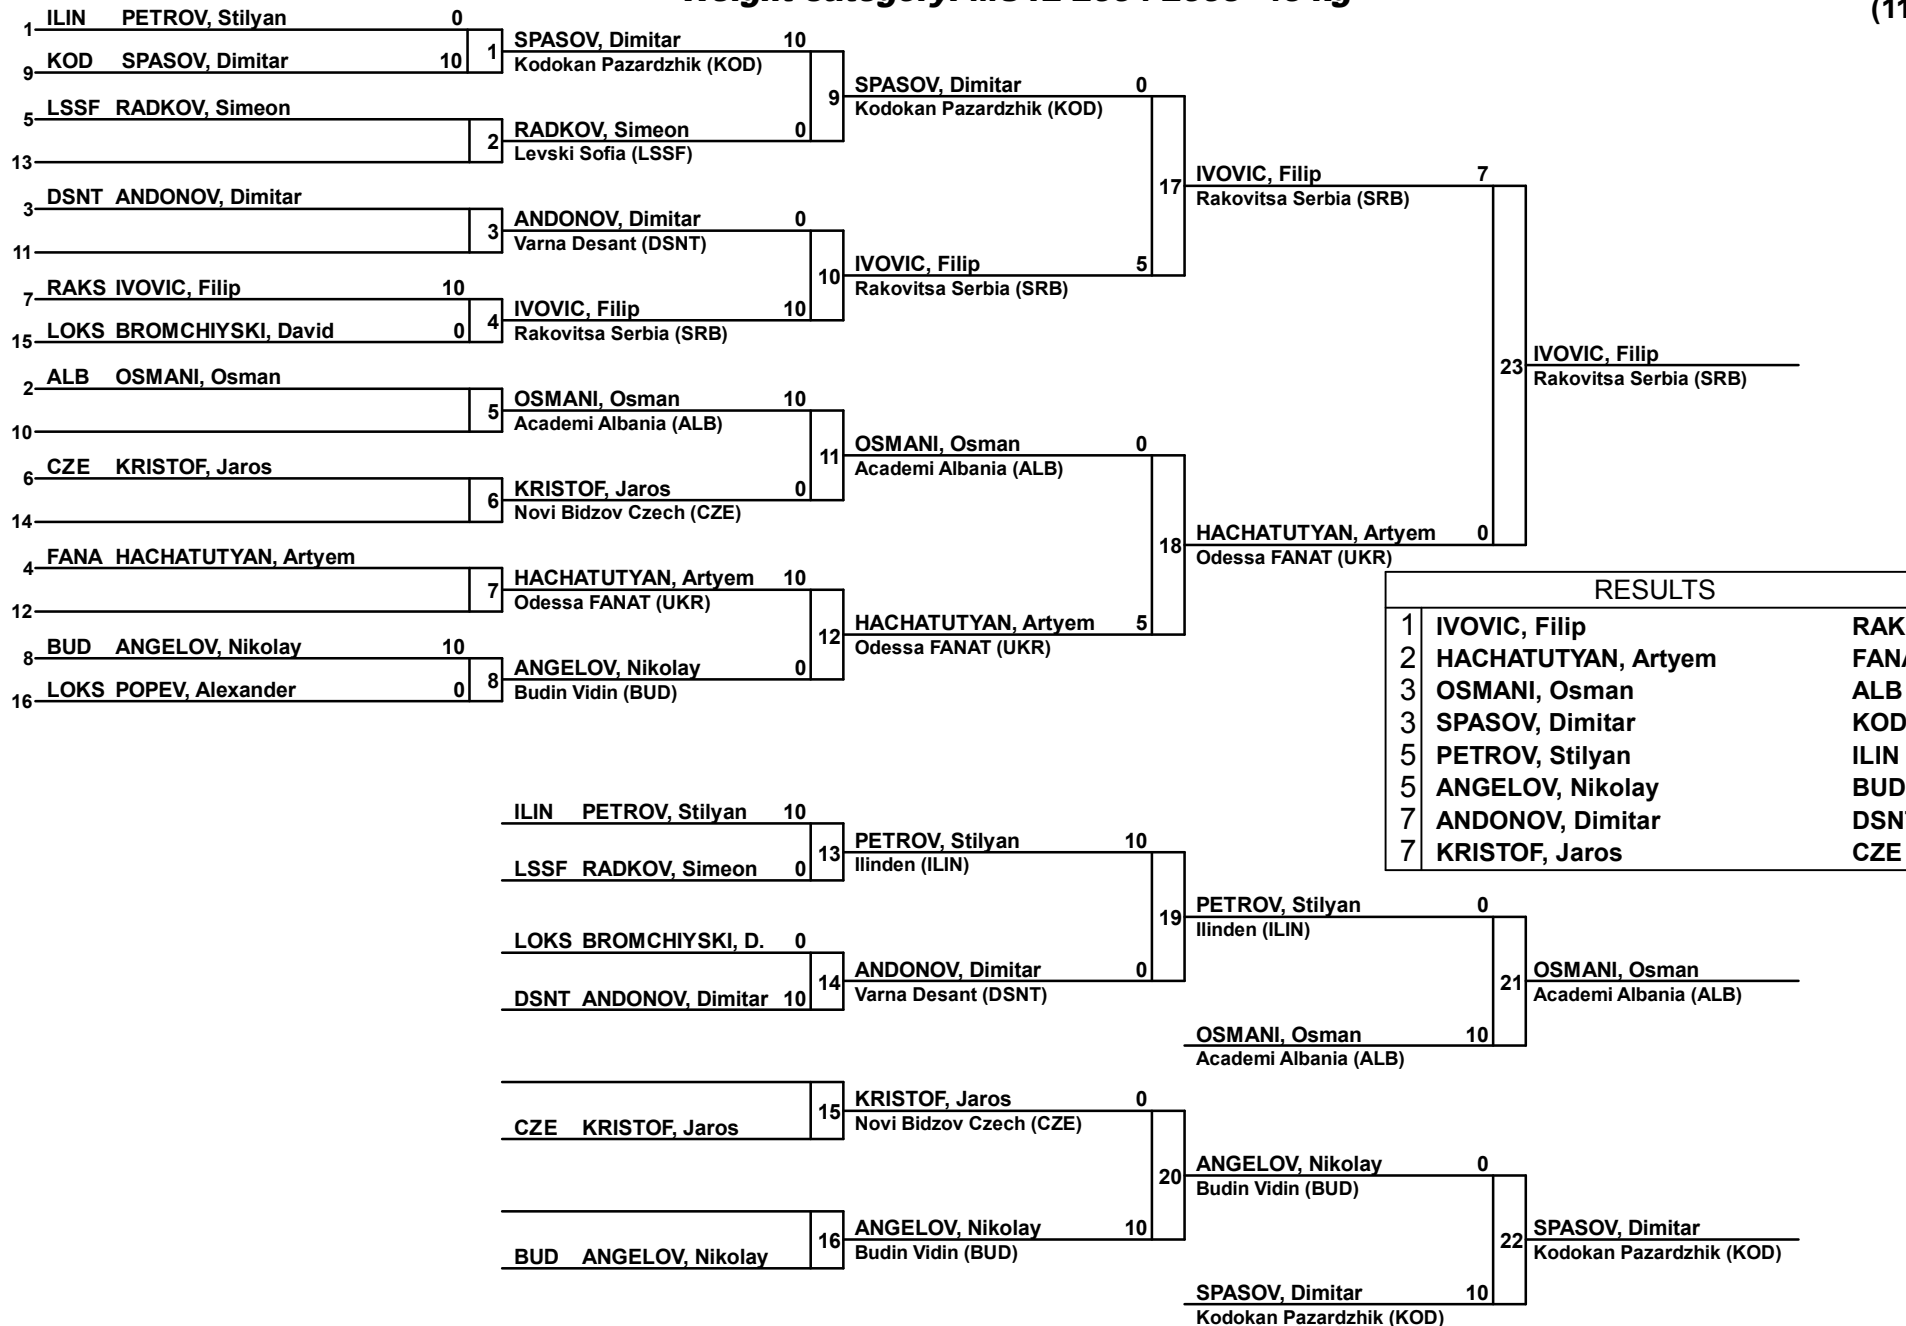 (11
1 ILIN PETROV, Stilyan 0
9 KOD SPASOV, Dimitar 10
1
5 LSSF RADKOV, Simeon
13
2
3 DSNT ANDONOV, Dimitar
11
3
7 RAKS IVOVIC, Filip 10
15 LOKS BROMCHIYSKI, David 0
4
2 ALB OSMANI, Osman
10
5
6 CZE KRISTOF, Jaros
14
6
4 FANA HACHATUTYAN, Artyem
12
7
8 BUD ANGELOV, Nikolay 10
16 LOKS POPEV, Alexander 0
8
SPASOV, Dimitar 10
Kodokan Pazardzhik (KOD)
9
RADKOV, Simeon 0
Levski Sofia (LSSF)
ANDONOV, Dimitar 0
Varna Desant (DSNT)
10
IVOVIC, Filip 10
Rakovitsa Serbia (SRB)
OSMANI, Osman 10
Academi Albania (ALB)
11
KRISTOF, Jaros 0
Novi Bidzov Czech (CZE)
HACHATUTYAN, Artyem 10
Odessa FANAT (UKR)
12
ANGELOV, Nikolay 0
Budin Vidin (BUD)
SPASOV, Dimitar 0
Kodokan Pazardzhik (KOD)
17
IVOVIC, Filip 5
Rakovitsa Serbia (SRB)
OSMANI, Osman 0
Academi Albania (ALB)
18
HACHATUTYAN, Artyem 5
Odessa FANAT (UKR)
IVOVIC, Filip 7
Rakovitsa Serbia (SRB)
23
HACHATUTYAN, Artyem 0
Odessa FANAT (UKR)
IVOVIC, Filip
Rakovitsa Serbia (SRB)
RESULTS
1 IVOVIC, Filip RAK
2 HACHATUTYAN, Artyem FANA
3 OSMANI, Osman ALB
3 SPASOV, Dimitar KOD
5 PETROV, Stilyan ILIN
5 ANGELOV, Nikolay BUD
7 ANDONOV, Dimitar DSNT
7 KRISTOF, Jaros CZE
ILIN PETROV, Stilyan 10
13
LSSF RADKOV, Simeon 0
LOKS BROMCHIYSKI, D. 0
14
DSNT ANDONOV, Dimitar 10
15
CZE KRISTOF, Jaros
16
BUD ANGELOV, Nikolay
PETROV, Stilyan 10
Ilinden (ILIN)
19
ANDONOV, Dimitar 0
Varna Desant (DSNT)
KRISTOF, Jaros 0
Novi Bidzov Czech (CZE)
20
ANGELOV, Nikolay 10
Budin Vidin (BUD)
PETROV, Stilyan 0
Ilinden (ILIN)
21
OSMANI, Osman 10
Academi Albania (ALB)
ANGELOV, Nikolay 0
Budin Vidin (BUD)
22
SPASOV, Dimitar 10
Kodokan Pazardzhik (KOD)
OSMANI, Osman
Academi Albania (ALB)
SPASOV, Dimitar
Kodokan Pazardzhik (KOD)